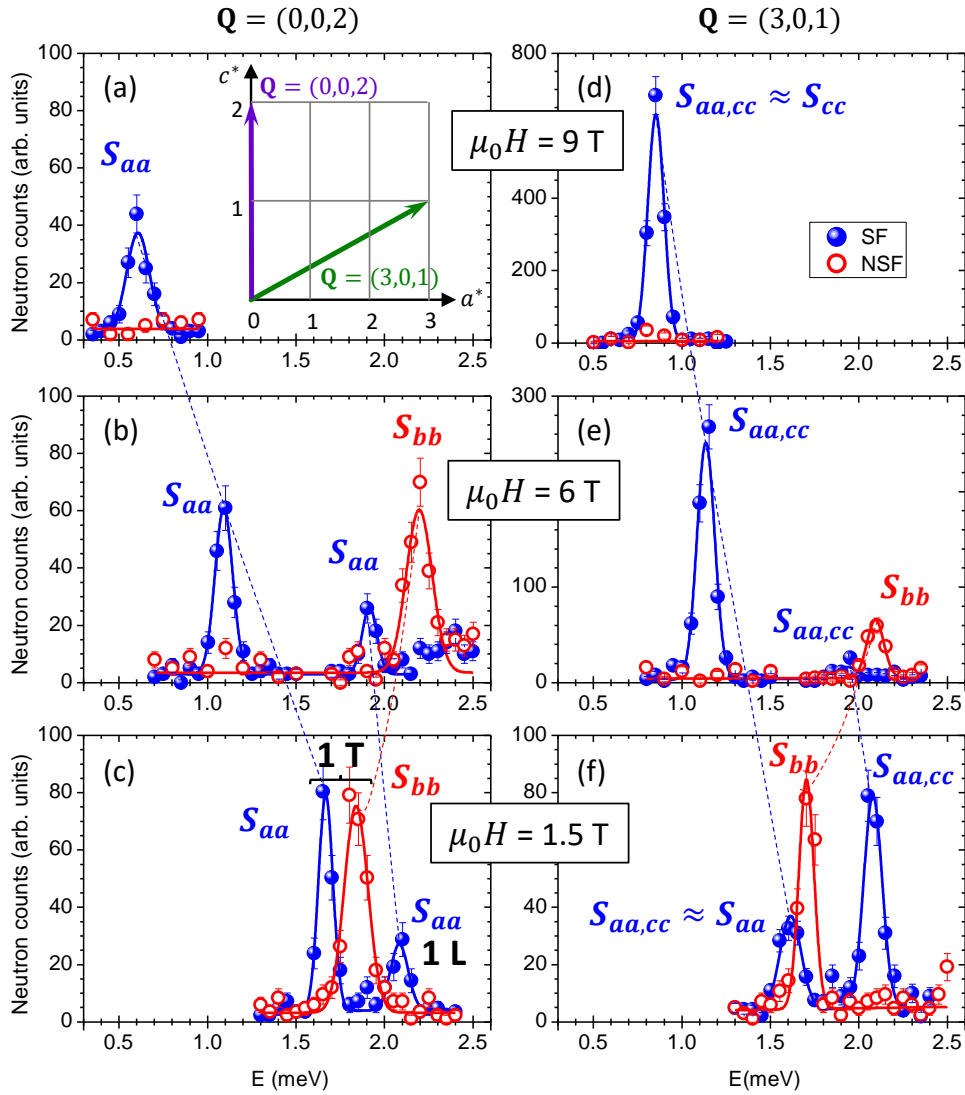 𝐐 = (0,0,2)
𝐐 = (3,0,1)
Neutron counts (arb. units)
100
80
60
40
20
0
(a)
S_aa
c*
𝐐 = (0,0,2)
2
1
𝐐 = (3,0,1)
0
1
2
3
a*
0.5
1.0
1.5
2.0
2.5
μ₀H = 9 T
800
600
400
200
0
(d)
S_aa,cc ≈ S_cc
SF
NSF
0.5
1.0
1.5
2.0
2.5
Neutron counts (arb. units)
100
80
60
40
20
0
(b)
S_aa
S_aa
S_bb
0.5
1.0
1.5
2.0
2.5
μ₀H = 6 T
300
200
100
0
(e)
S_aa,cc
S_aa,cc
S_bb
0.5
1.0
1.5
2.0
2.5
Neutron counts (arb. units)
100
80
60
40
20
0
(c)
1 T
S_aa
S_bb
S_aa
1 L
0.5
1.0
1.5
2.0
2.5
E (meV)
μ₀H = 1.5 T
100
80
60
40
20
0
(f)
S_bb
S_aa,cc
S_aa,cc ≈ S_aa
0.5
1.0
1.5
2.0
2.5
E(meV)